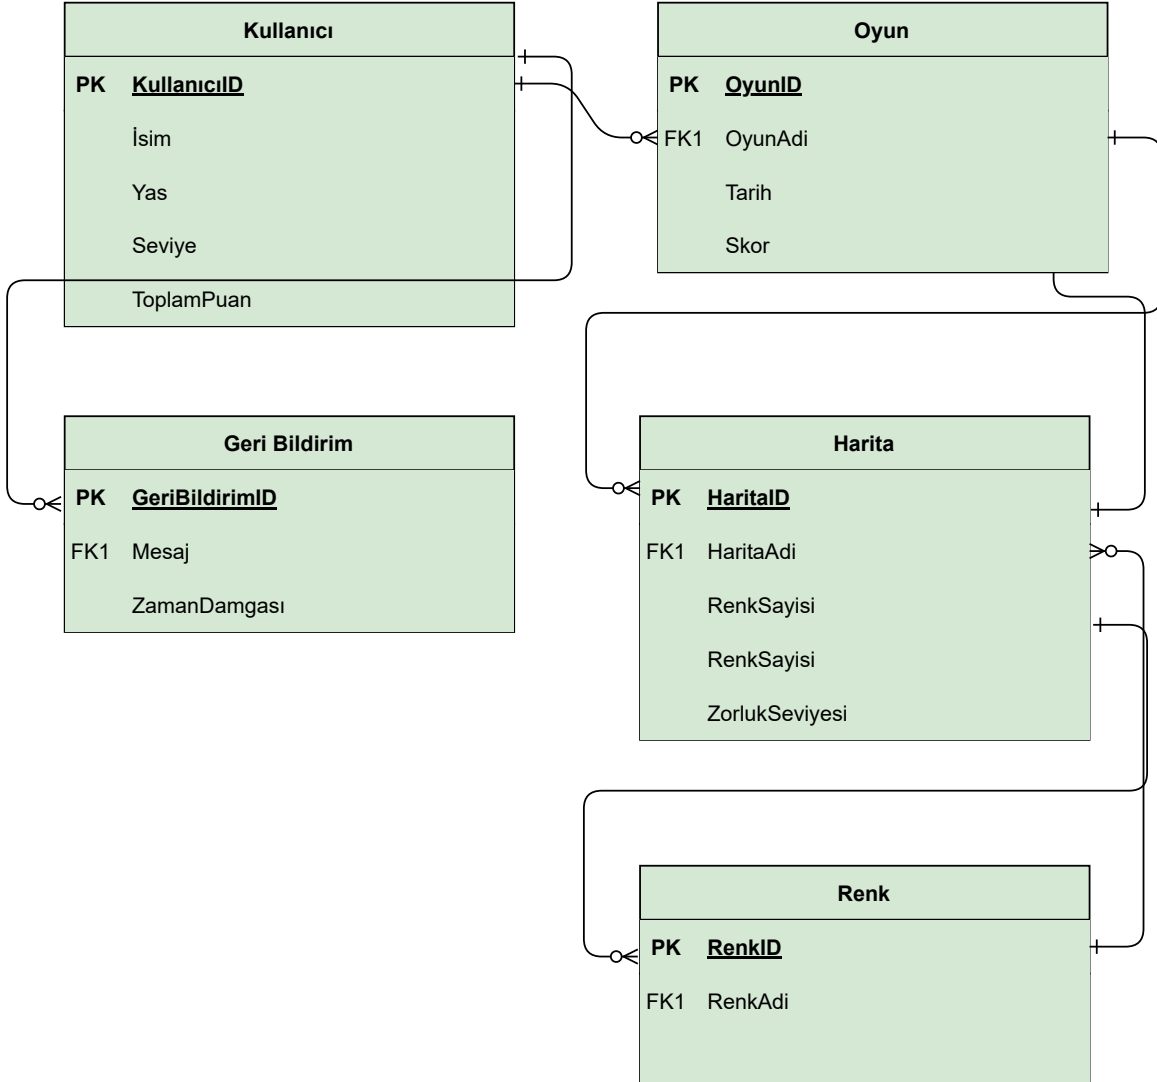 Kullanıcı
PK KullanıcıID
İsim
Yas
Seviye
ToplamPuan
Oyun
PK OyunID
FK1 OyunAdi
Tarih
Skor
Geri Bildirim
PK GeriBildirimID
FK1 Mesaj
ZamanDamgası
Harita
PK HaritaID
FK1 HaritaAdi
RenkSayisi
RenkSayisi
ZorlukSeviyesi
Renk
PK RenkID
FK1 RenkAdi